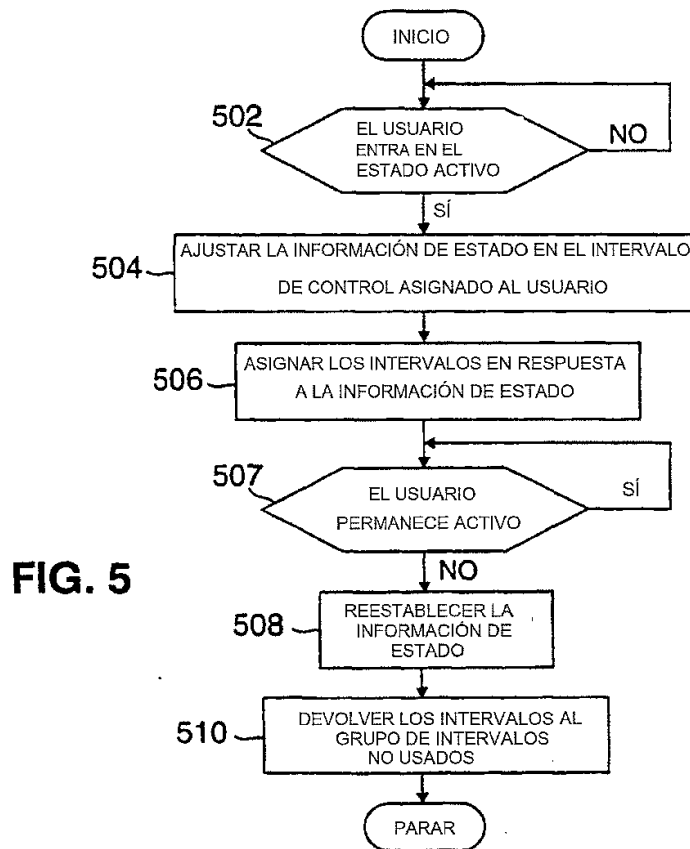 INICIO
502
EL USUARIO
ENTRA EN EL
ESTADO ACTIVO
NO
SÍ
504
AJUSTAR LA INFORMACIÓN DE ESTADO EN EL INTERVALO
DE CONTROL ASIGNADO AL USUARIO
506
ASIGNAR LOS INTERVALOS EN RESPUESTA
A LA INFORMACIÓN DE ESTADO
507
EL USUARIO
PERMANECE ACTIVO
SÍ
NO
FIG. 5
508
REESTABLECER LA
INFORMACIÓN DE
ESTADO
510
DEVOLVER LOS INTERVALOS AL
GRUPO DE INTERVALOS
NO USADOS
PARAR